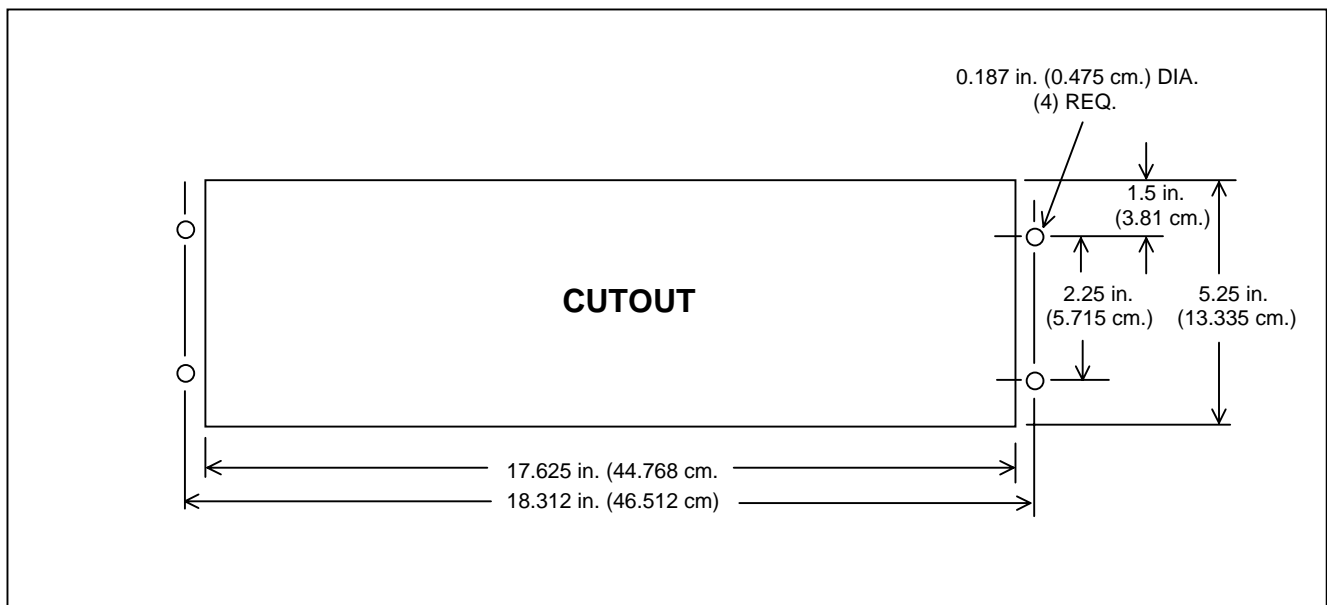 0.187 in. (0.475 cm.) DIA.
(4) REQ.
1.5 in.
(3.81 cm.)
CUTOUT
2.25 in.
(5.715 cm.)
5.25 in.
(13.335 cm.)
17.625 in. (44.768 cm.
18.312 in. (46.512 cm)